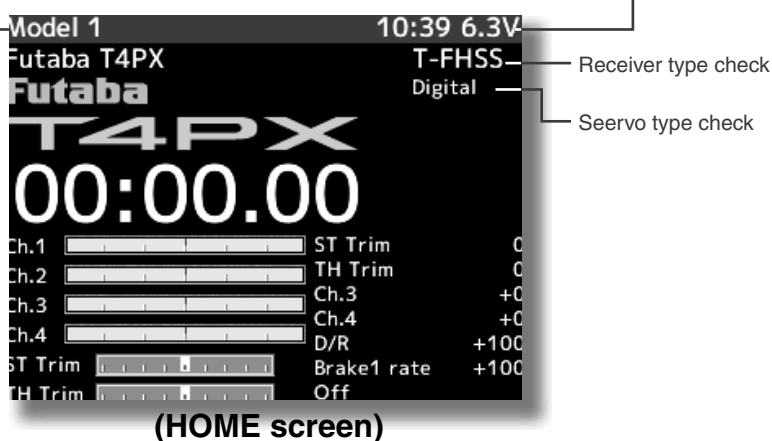 Model 1 10:39 6.3V
Futaba T4PX T-FHSS
Receiver type check
Futaba Digital
Seervo type check
T4PX
00:00.00
Ch.1 ST Trim 0
Ch.2 TH Trim 0
Ch.3 Ch.3 +0
Ch.4 Ch.4 +0
D/R +100
ST Trim Brake1 rate +100
TH Trim Off
(HOME screen)